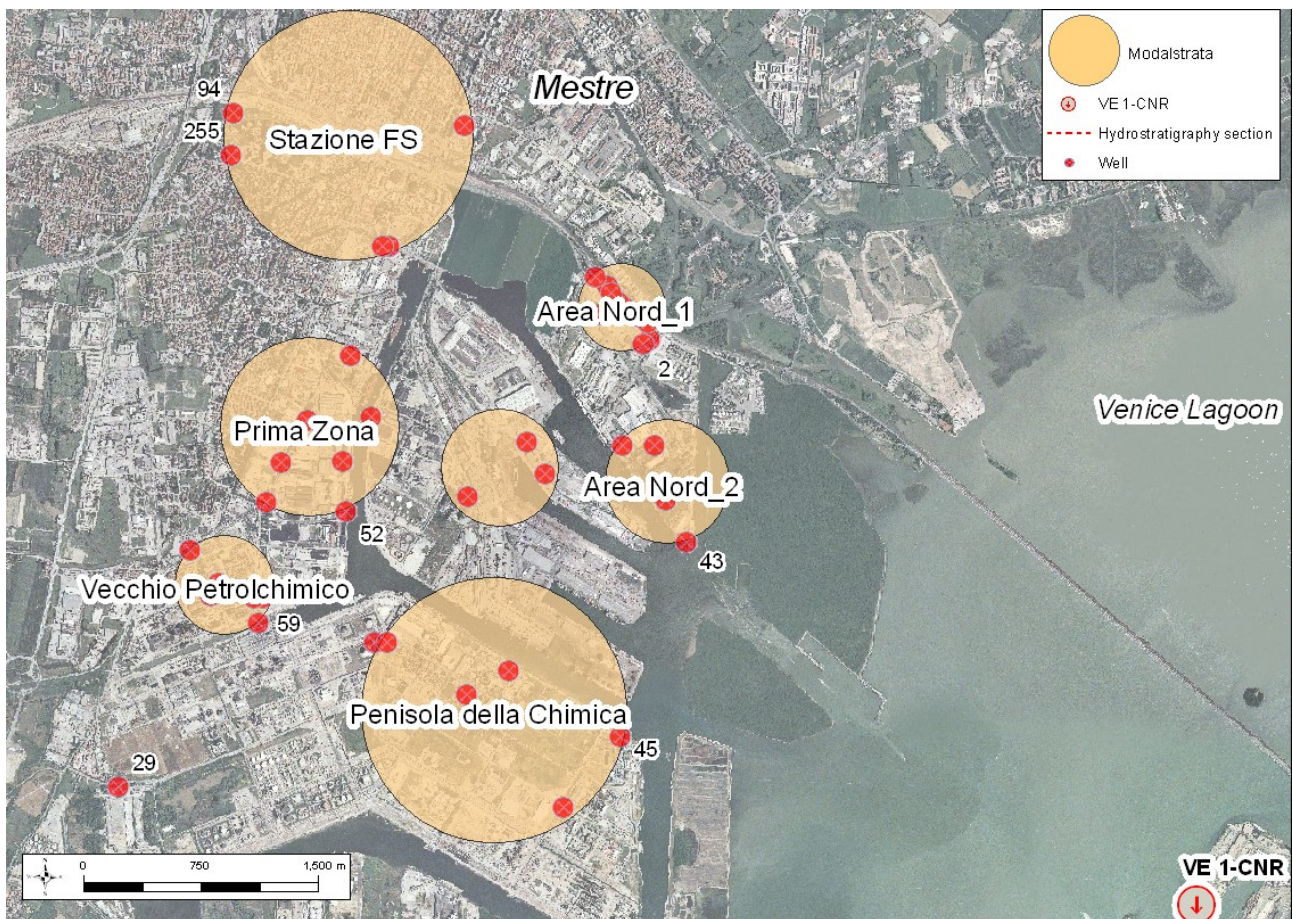 Modalstrata
VE 1-CNR
Hydrostratigraphy section
Well
Mestre
94
255
Stazione FS
Area Nord_1
2
Venice Lagoon
Prima Zona
Area Nord_2
52
43
Vecchio Petrolchimico
59
Penisola della Chimica
45
29
N
W
E
S
0 750 1,500 m
VE 1-CNR